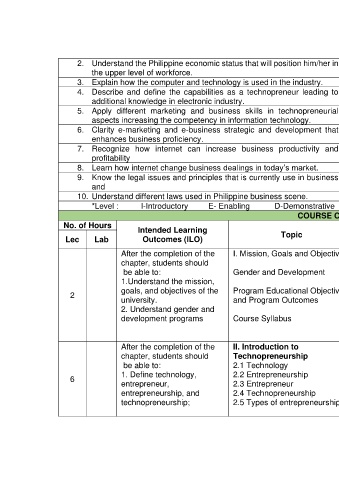 2. Understand the Philippine economic status that will position him/her in
the upper level of workforce.
3. Explain how the computer and technology is used in the industry.
4. Describe and define the capabilities as a technopreneur leading to
additional knowledge in electronic industry.
5. Apply different marketing and business skills in technopreneurial
aspects increasing the competency in information technology.
6. Clarity e-marketing and e-business strategic and development that
enhances business proficiency.
7. Recognize how internet can increase business productivity and
profitability
8. Learn how internet change business dealings in today's market.
9. Know the legal issues and principles that is currently use in business
and
10. Understand different laws used in Philippine business scene.
*Level : I-Introductory E- Enabling D-Demonstrative
COURSE C
No. of Hours
Lec Lab
Intended Learning
Outcomes (ILO)
Topic
2
After the completion of the
chapter, students should
be able to:
1.Understand the mission,
goals, and objectives of the
university.
2. Understand gender and
development programs
I. Mission, Goals and Objectiv
Gender and Development
Program Educational Objectiv
and Program Outcomes
Course Syllabus
6
After the completion of the
chapter, students should
be able to:
1. Define technology,
entrepreneur,
entrepreneurship, and
technopreneurship;
II. Introduction to
Technopreneurship
2.1 Technology
2.2 Entrepreneurship
2.3 Entrepreneur
2.4 Technopreneurship
2.5 Types of entrepreneurship